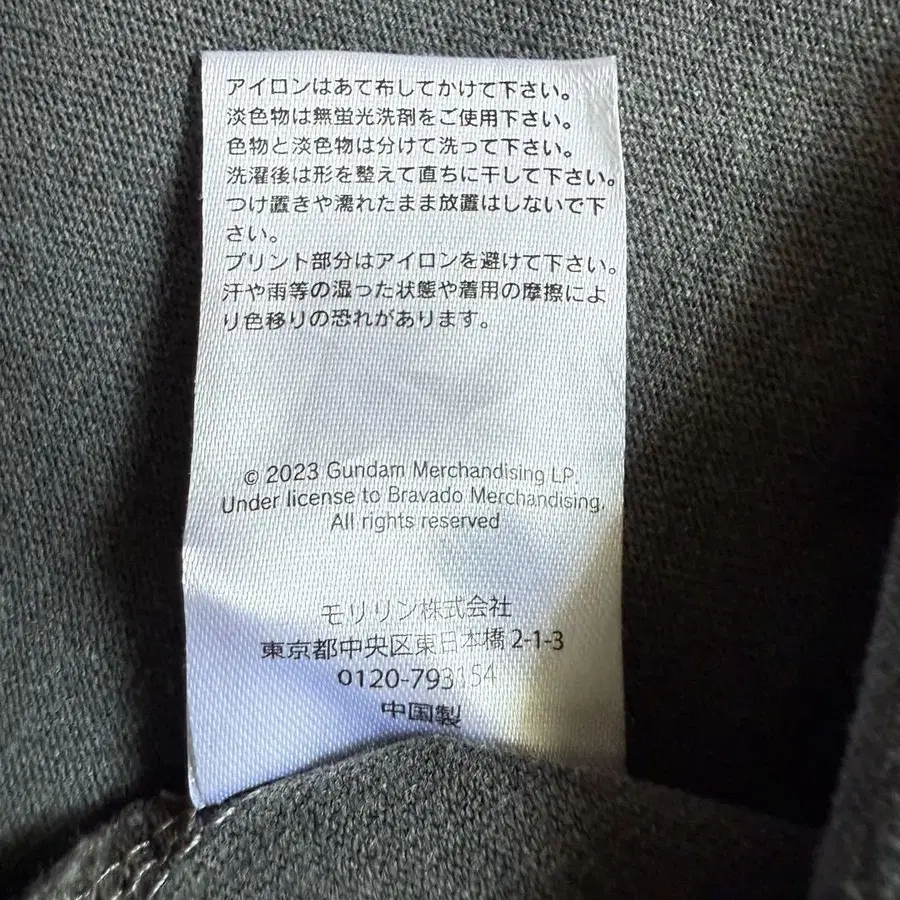 アイロンはあて布してかけて下さい。
淡色物は無蛍光洗剤をご使用下さい。
色物と淡色物は分けて洗って下さい。
洗濯後は形を整えて直ちに干して下さい。
つけ置きや濡れたまま放置はしないで下
さい。
プリント部分はアイロンを避けて下さい。
汗や雨等の湿った状態や着用の摩擦によ
り色移りの恐れがあります。
© 2023 Gundam Merchandising LP.
Under license to Bravado Merchandising.
All rights reserved
モリリン株式会社
東京都中央区東日本橋2-1-3
0120-793154
中国製